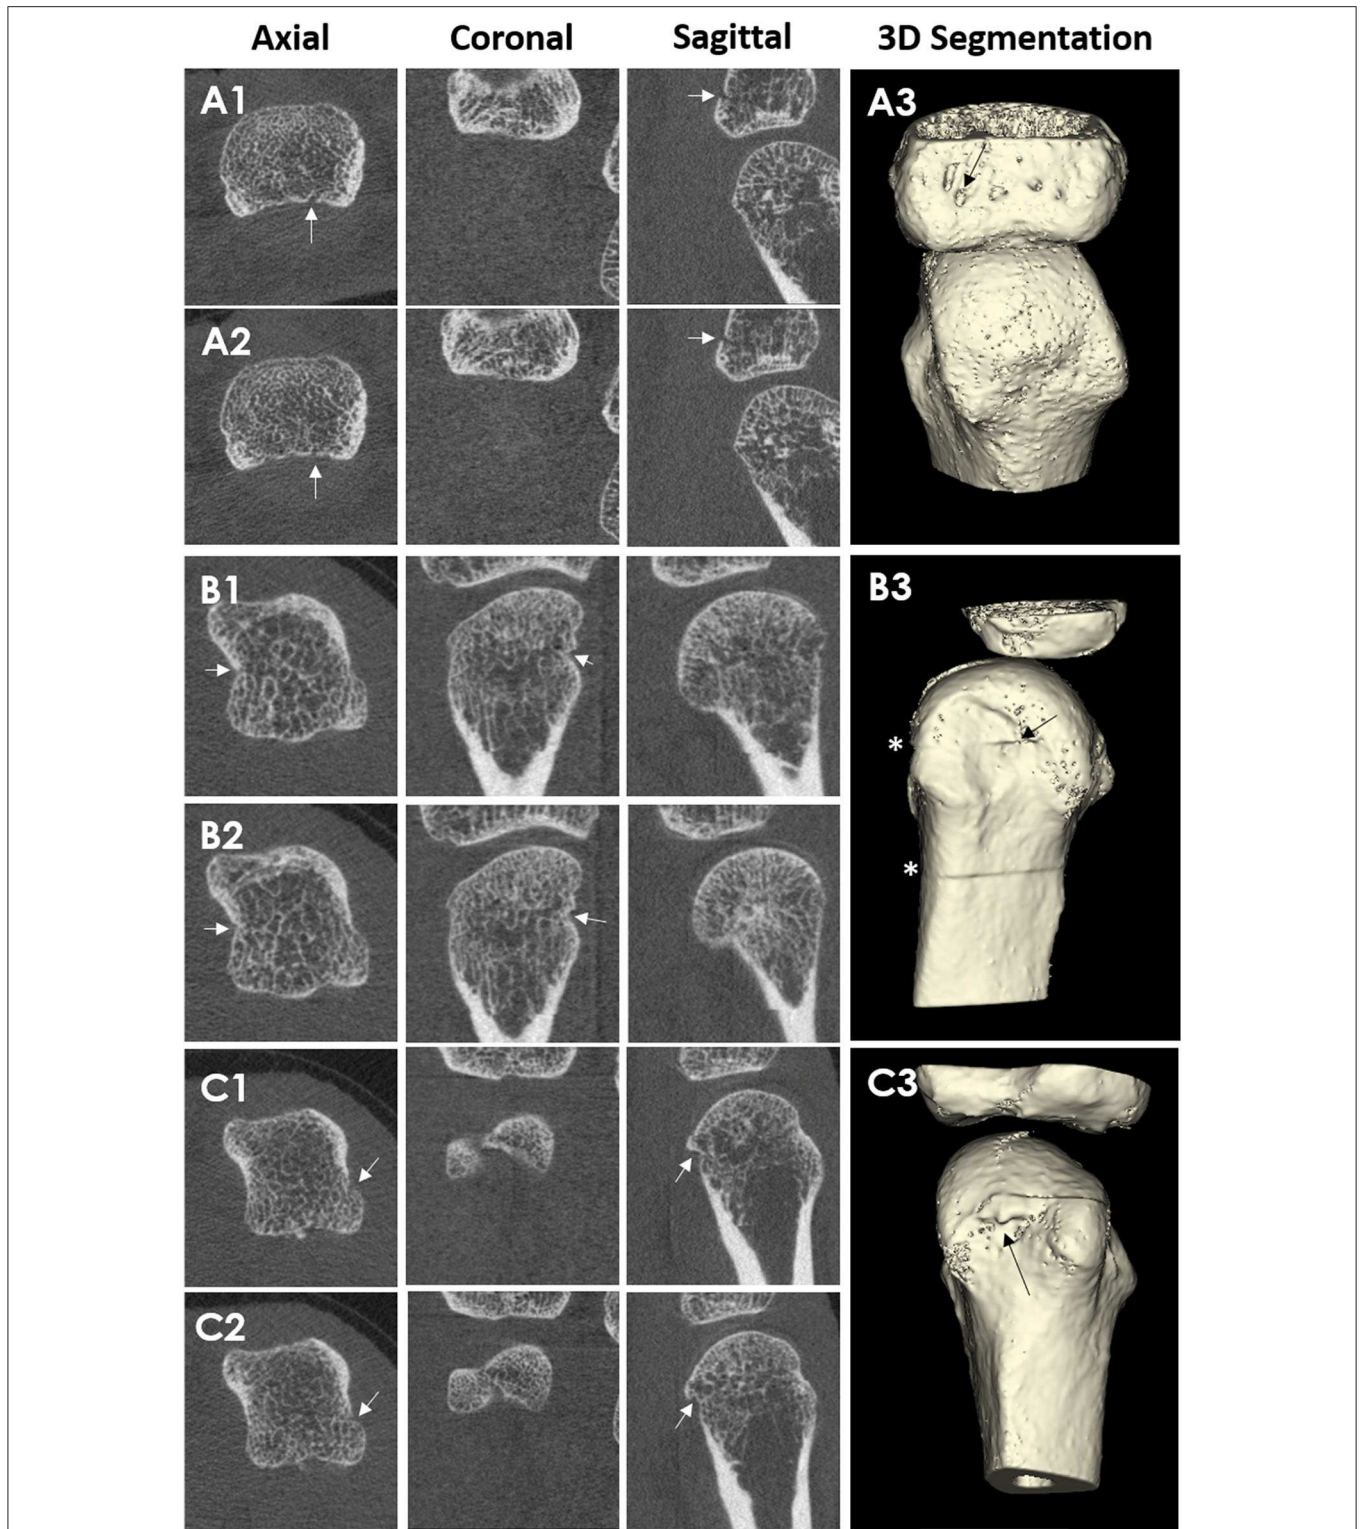 Axial Coronal Sagittal 3D Segmentation
A1 A3
A2
B1 B3
*
B2
*
C1 C3
C2